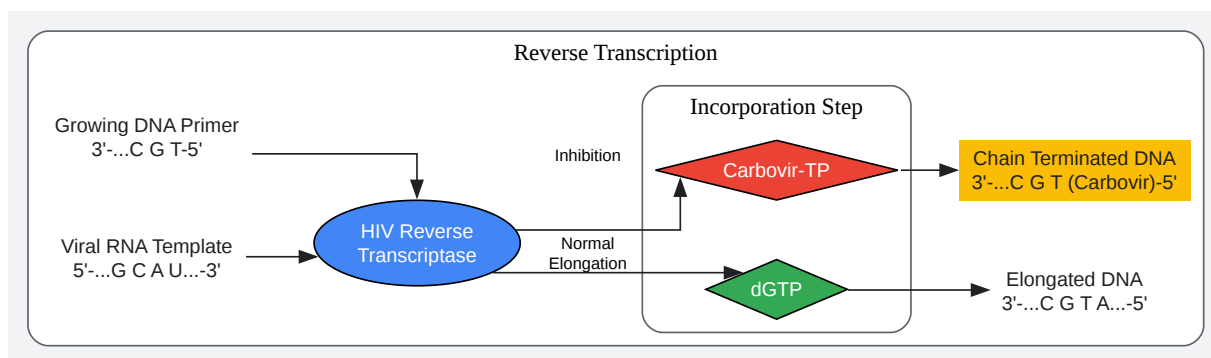 Reverse Transcription
Incorporation Step
Growing DNA Primer
3'-...C G T-5'
Inhibition
Carbovir-TP
Chain Terminated DNA
3'-...C G T (Carbovir)-5'
HIV Reverse
Transcriptase
Viral RNA Template
5'-...G C A U...-3'
Normal
Elongation
dGTP
Elongated DNA
3'-...C G T A...-5'